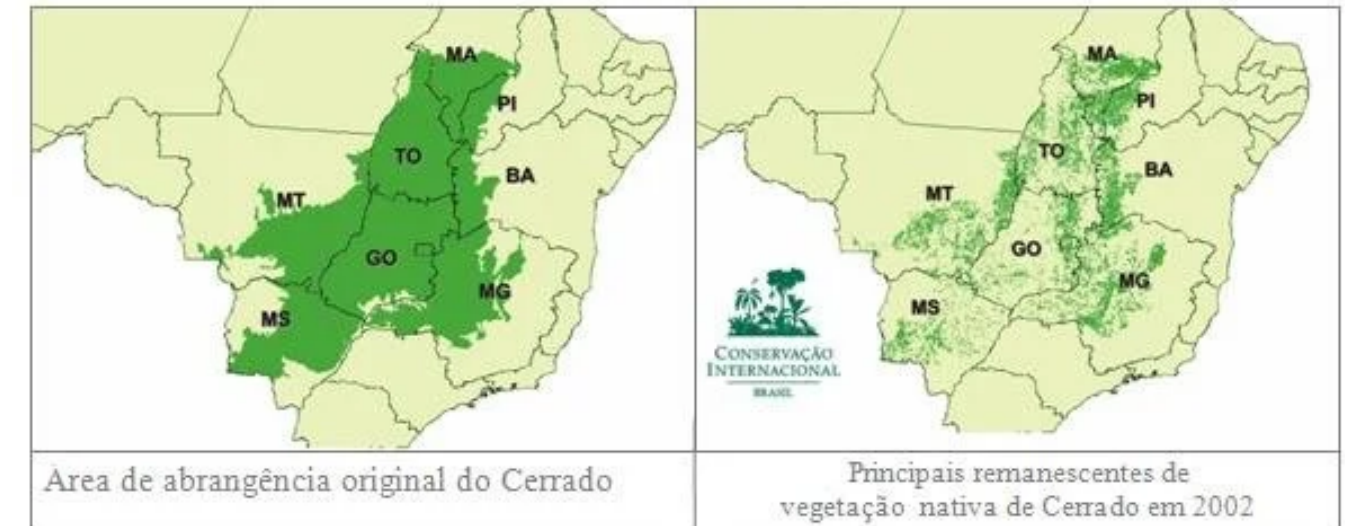 MA
PI
TO
BA
MT
GO
MG
MS
Area de abrangência original do Cerrado
MA
PI
TO
BA
MT
GO
MG
MS
CONSERVAÇÃO
INTERNACIONAL
BRASIL
Principais remanescentes de
vegetação nativa de Cerrado em 2002